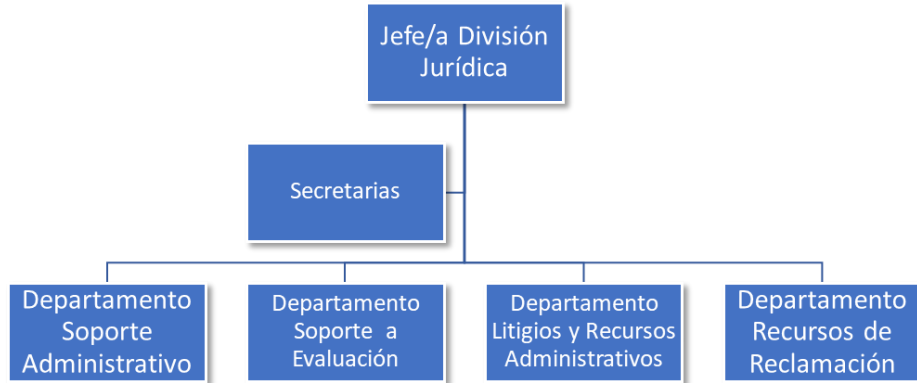 Jefe/a División
Jurídica
Secretarias
Departamento
Soporte
Administrativo
Departamento
Soporte a
Evaluación
Departamento
Litigios y Recursos
Administrativos
Departamento
Recursos de
Reclamación